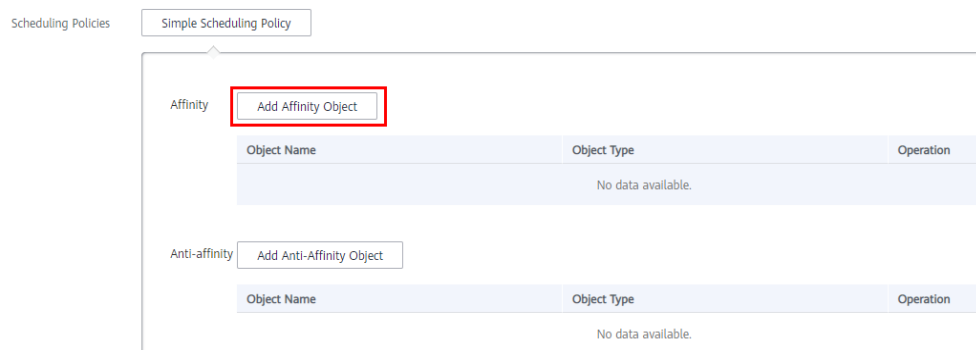 Scheduling Policies Simple Scheduling Policy
Affinity Add Affinity Object
Object Name Object Type Operation
No data available.
Anti-affinity Add Anti-Affinity Object
Object Name Object Type Operation
No data available.